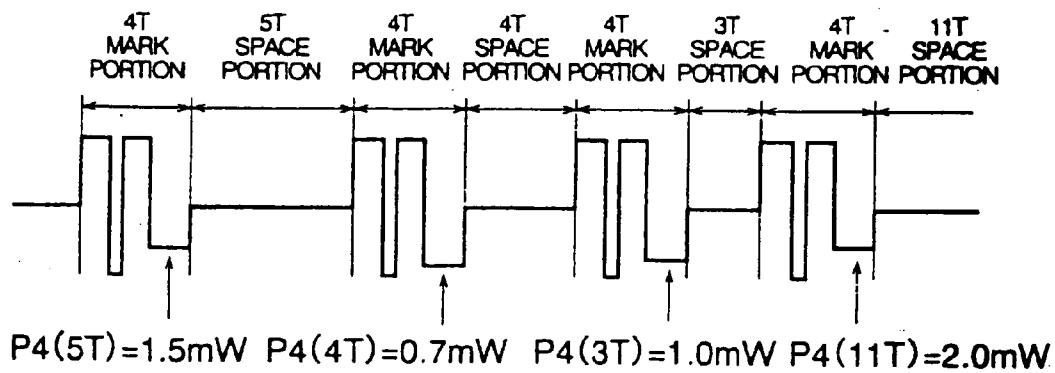 4T 5T 4T 4T 4T 3T 4T 11T
MARK SPACE MARK SPACE MARK SPACE MARK SPACE
PORTION PORTION PORTION PORTION PORTION PORTION PORTION PORTION
P4(5T)=1.5mW P4(4T)=0.7mW P4(3T)=1.0mW P4(11T)=2.0mW